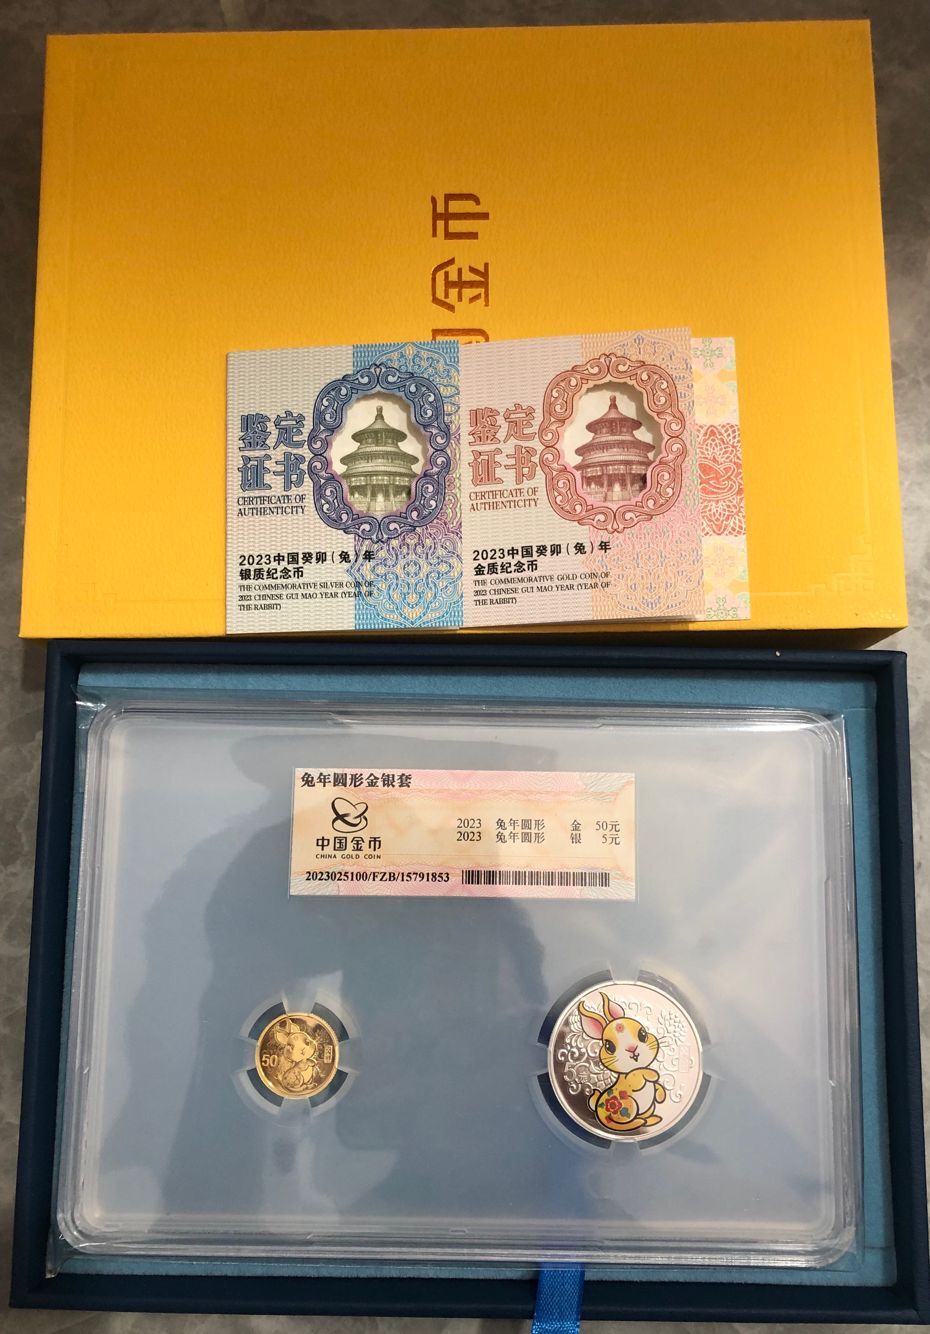 金币
鉴定
证书
CERTIFICATE OF
AUTHENTICITY
2023中国癸卯（兔）年
银质纪念币
THE COMMEMORATIVE SILVER COIN OF
2023 CHINESE GUI MAO YEAR (YEAR OF
THE RABBIT)
鉴定
证书
CERTIFICATE OF
AUTHENTICITY
2023中国癸卯（兔）年
金质纪念币
THE COMMEMORATIVE GOLD COIN OF
2023 CHINESE GUI MAO YEAR (YEAR OF
THE RABBIT)
兔年圆形金银套
中国金币
CHINA GOLD COIN
2023 兔年圆形 金 50元
2023 兔年圆形 银 5元
2023025100/FZB/15791853
50